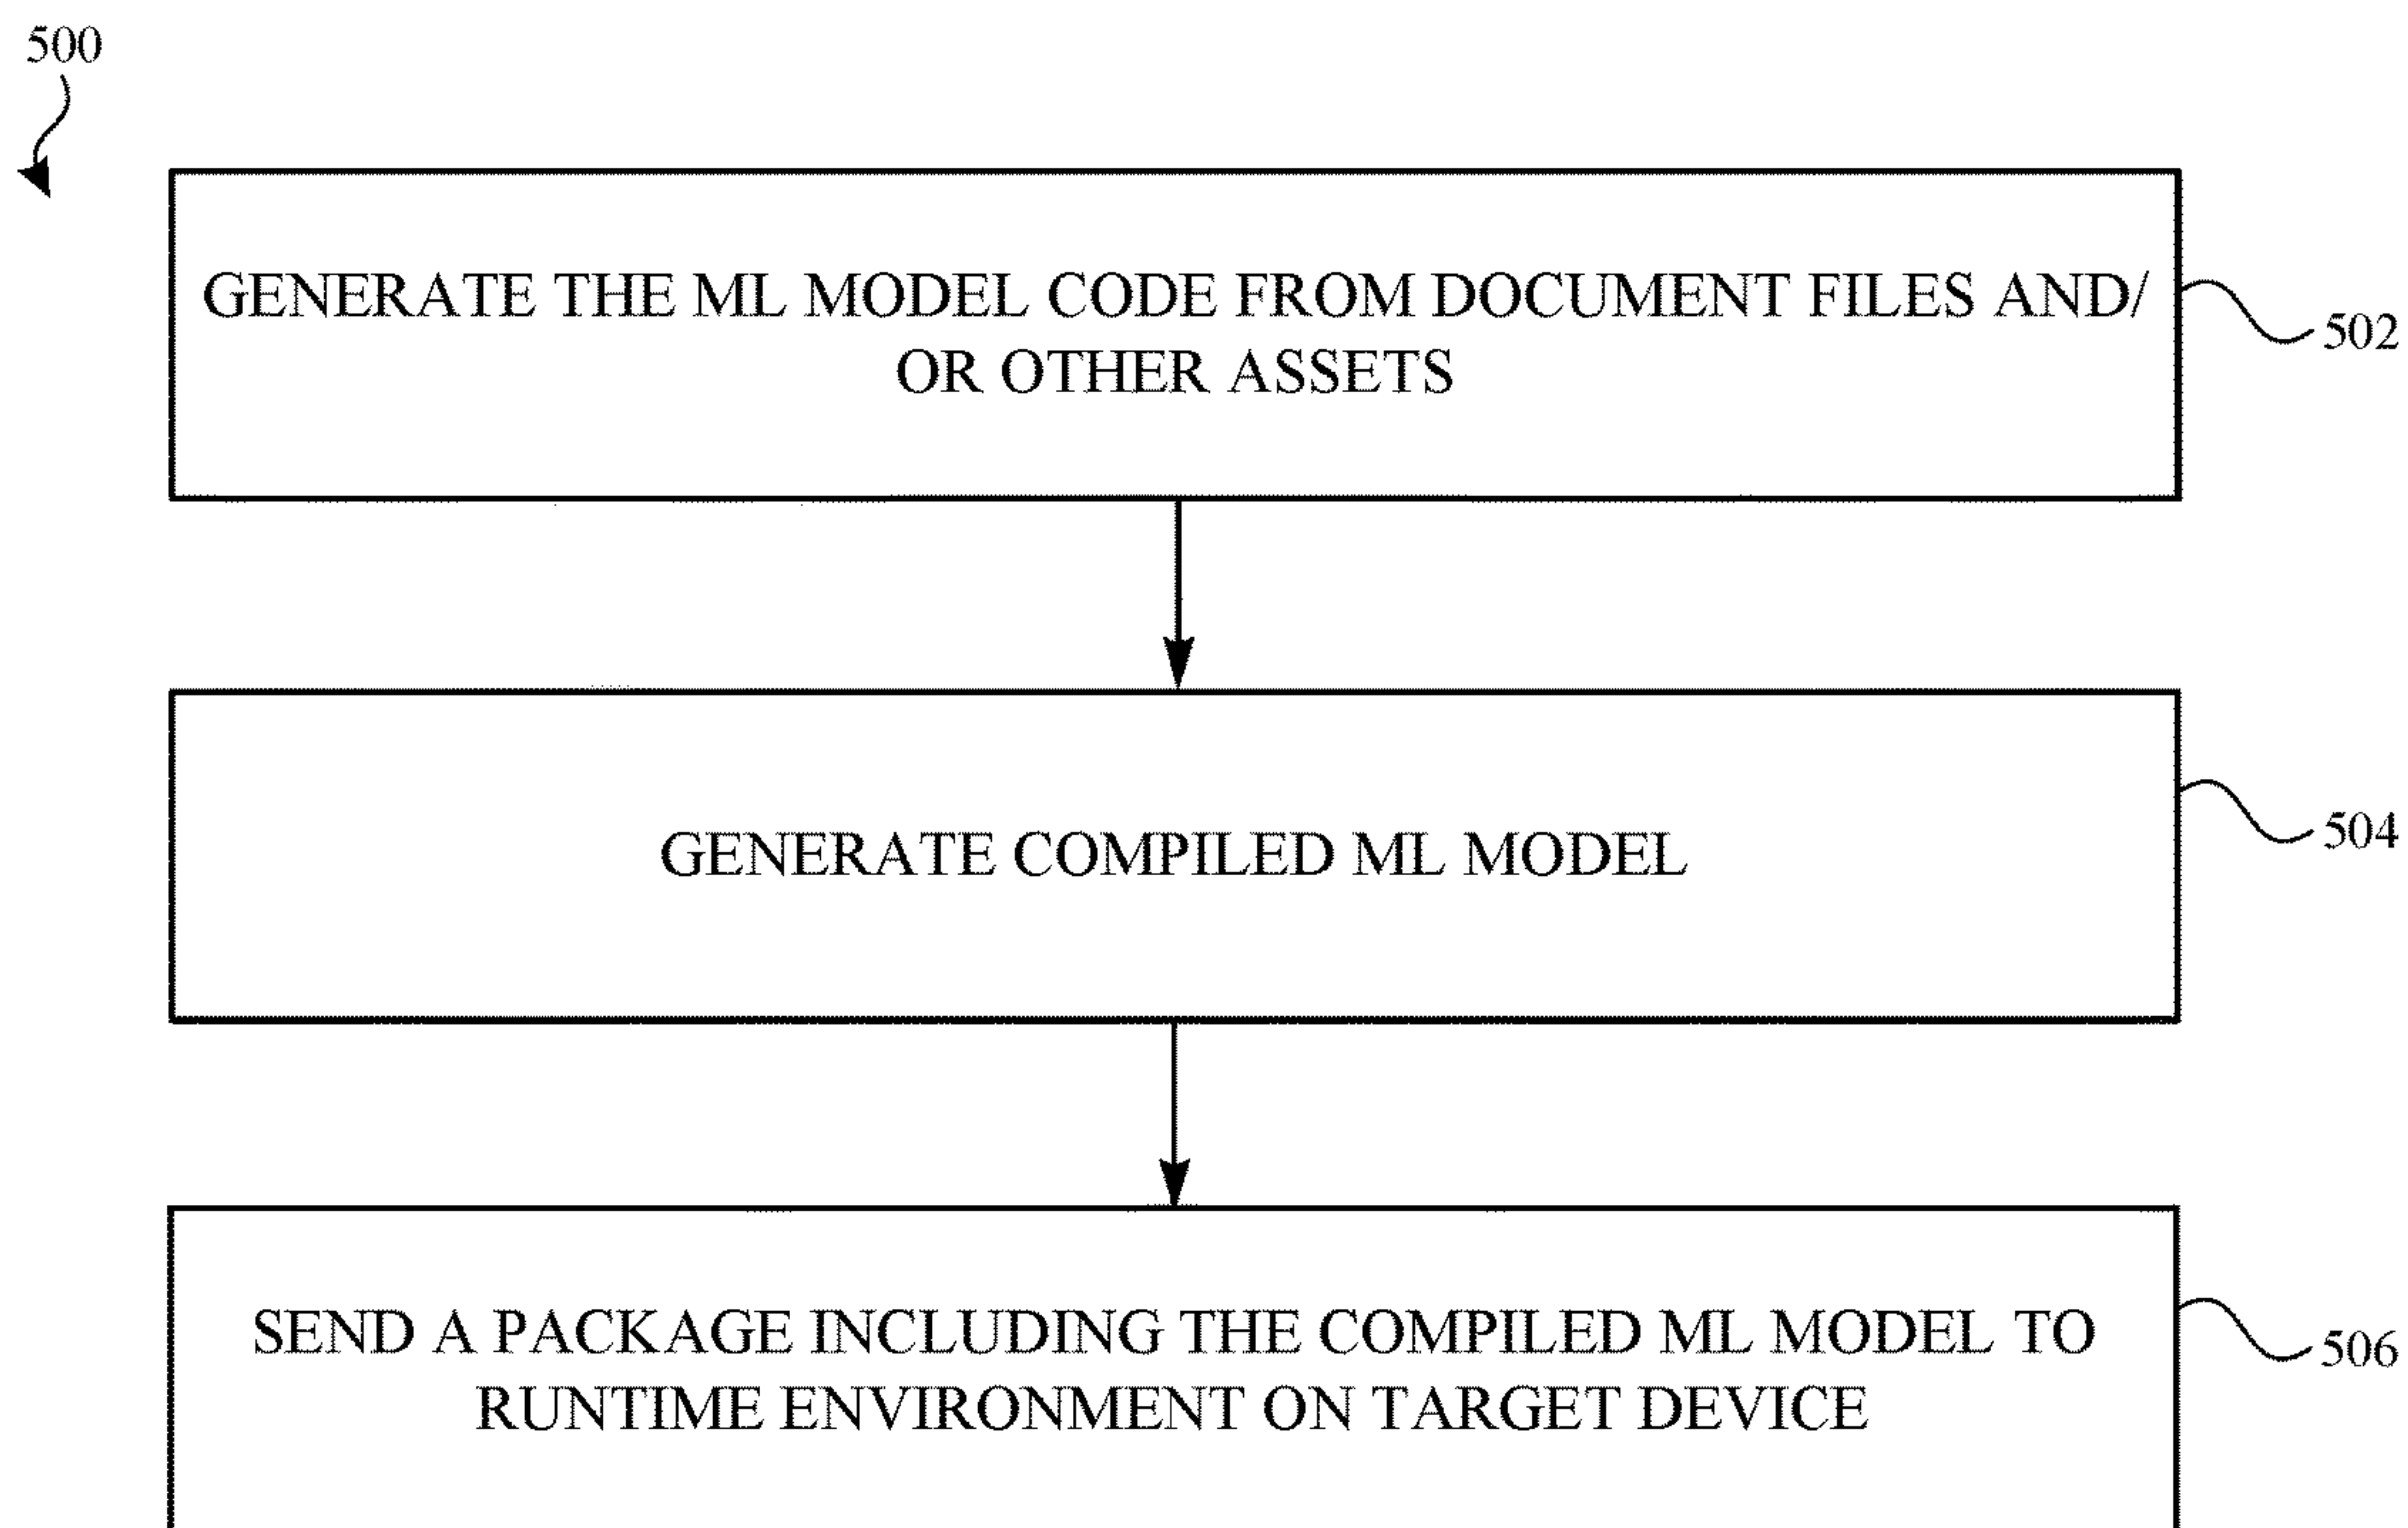 500
GENERATE THE ML MODEL CODE FROM DOCUMENT FILES AND/
OR OTHER ASSETS
502
GENERATE COMPILED ML MODEL
504
SEND A PACKAGE INCLUDING THE COMPILED ML MODEL TO
RUNTIME ENVIRONMENT ON TARGET DEVICE
506